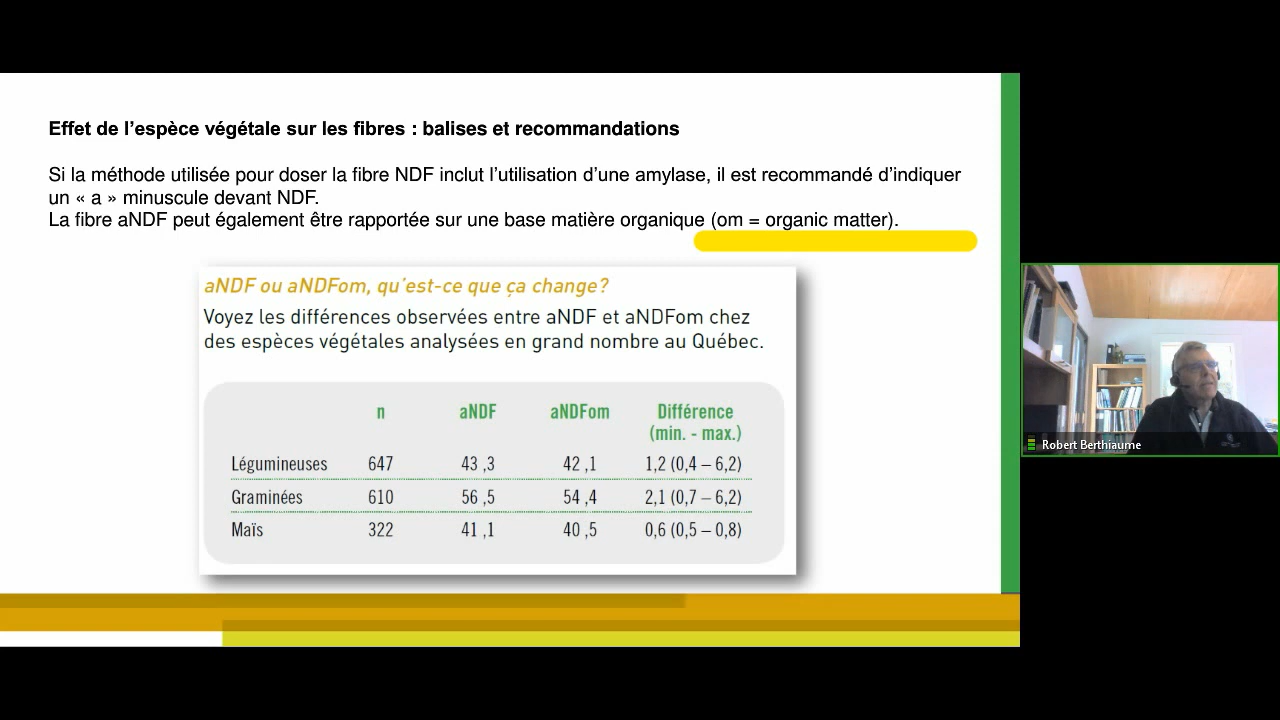 Effet de l’espèce végétale sur les fibres : balises et recommandations
Si la méthode utilisée pour doser la fibre NDF inclut l’utilisation d’une amylase, il est recommandé d’indiquer
un « a » minuscule devant NDF.
La fibre aNDF peut également être rapportée sur une base matière organique (om = organic matter).
aNDF ou aNDFom, qu’est-ce que ça change?
Voyez les différences observées entre aNDF et aNDFom chez
des espèces végétales analysées en grand nombre au Québec.
n aNDF aNDFom Différence
(min. - max.)
Légumineuses 647 43 ,3 42 ,1 1,2 (0,4 – 6,2)
Graminées 610 56 ,5 54 ,4 2,1 (0,7 – 6,2)
Maïs 322 41 ,1 40 ,5 0,6 (0,5 – 0,8)
Robert Berthiaume